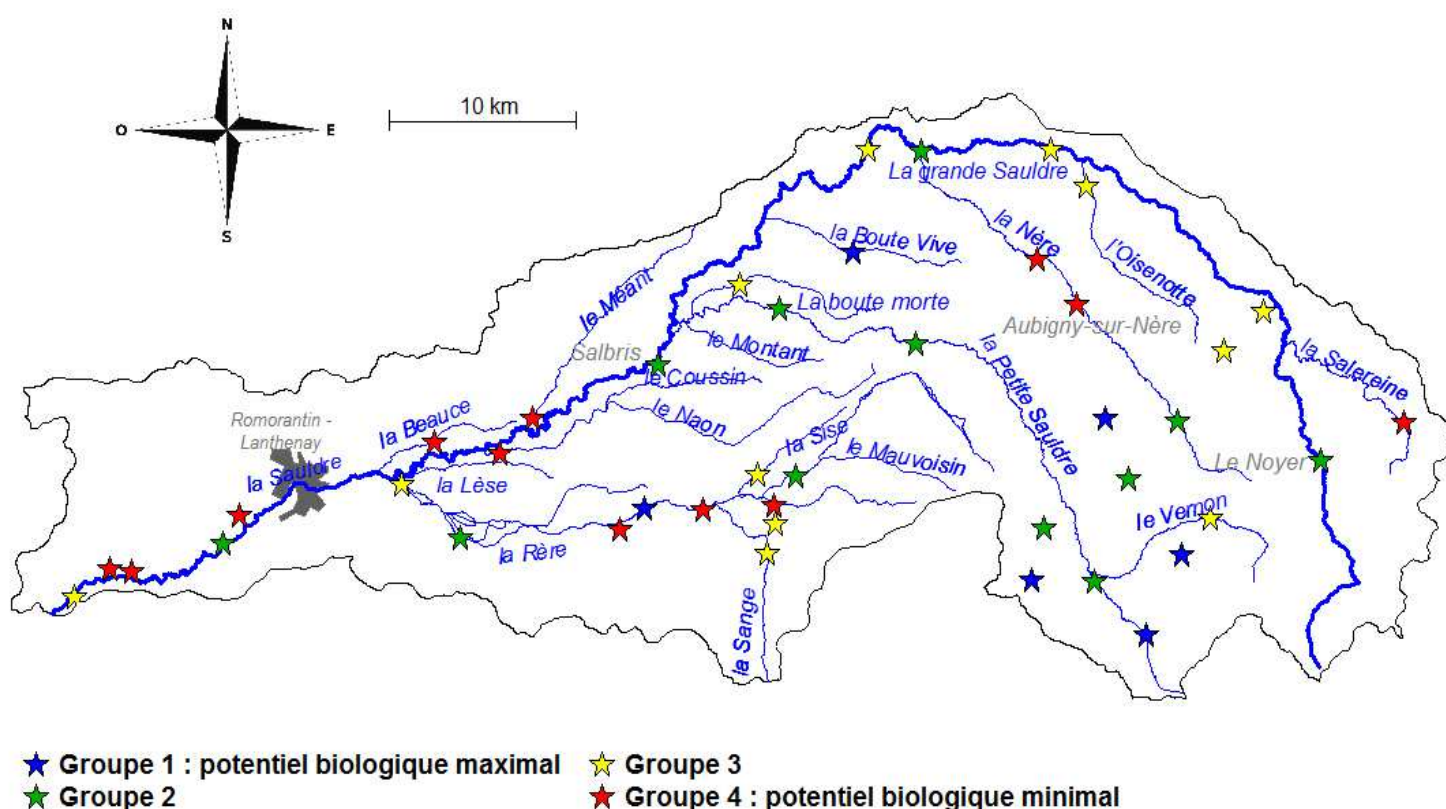 N
O
E
S
10 km
La grande Sauldre
la Nère
la Boute Vive
l'Oisenotte
le Méant
La boute morte
Aubigny-sur-Nère
Salbris
le Montant
la Petite Sauldre
la Salereine
le Coussin
le Naon
la Beauce
Romorantin -
Lanthenay
la Sauldre
la Sise
le Mauvoisin
Le Noyer
la Lèse
le Vernon
la Rère
la Sange
Groupe 1 : potentiel biologique maximal
Groupe 3
Groupe 2
Groupe 4 : potentiel biologique minimal